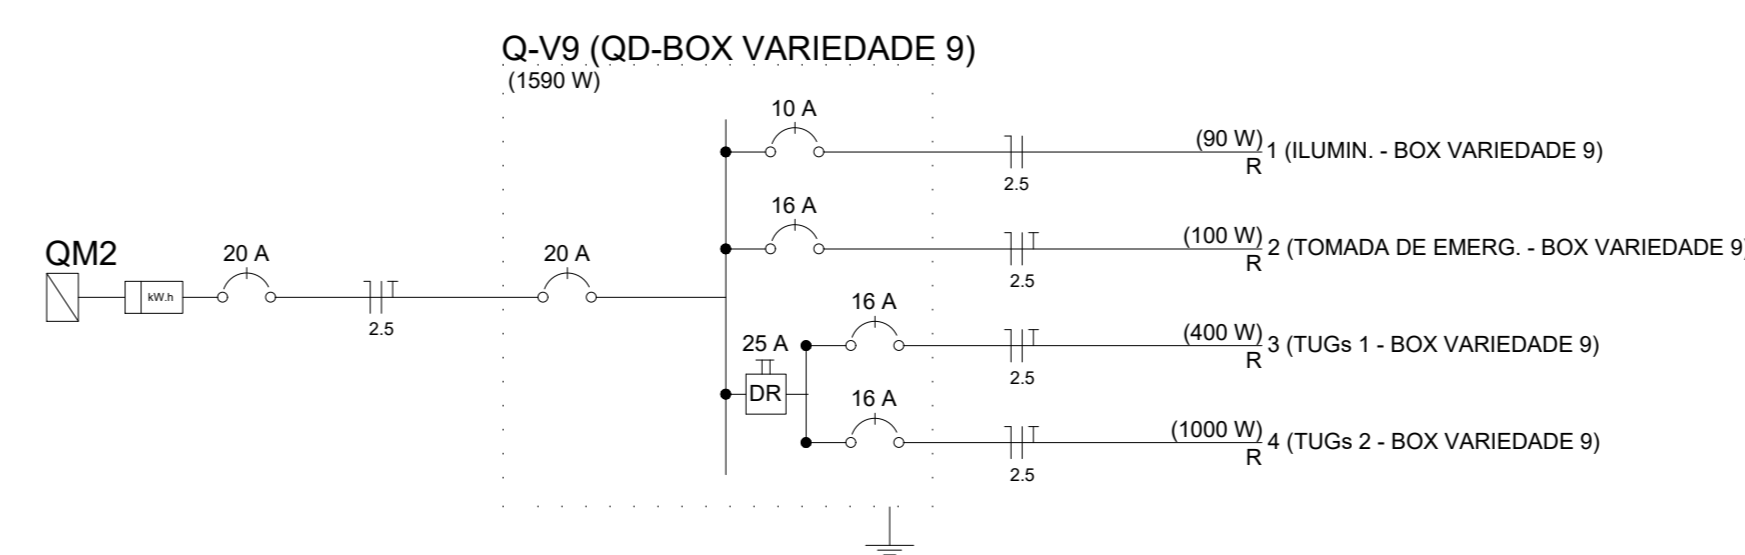 Q-V9 (QD-BOX VARIEDADE 9)
(1590 W)
10 A
(90 W)
1 (ILUMIN. - BOX VARIEDADE 9)
R
2.5
16 A
(100 W)
2 (TOMADA DE EMERG. - BOX VARIEDADE 9)
R
2.5
QM2
kW.h
20 A
2.5
20 A
16 A
(400 W)
3 (TUGs 1 - BOX VARIEDADE 9)
R
2.5
25 A
DR
16 A
(1000 W)
4 (TUGs 2 - BOX VARIEDADE 9)
R
2.5